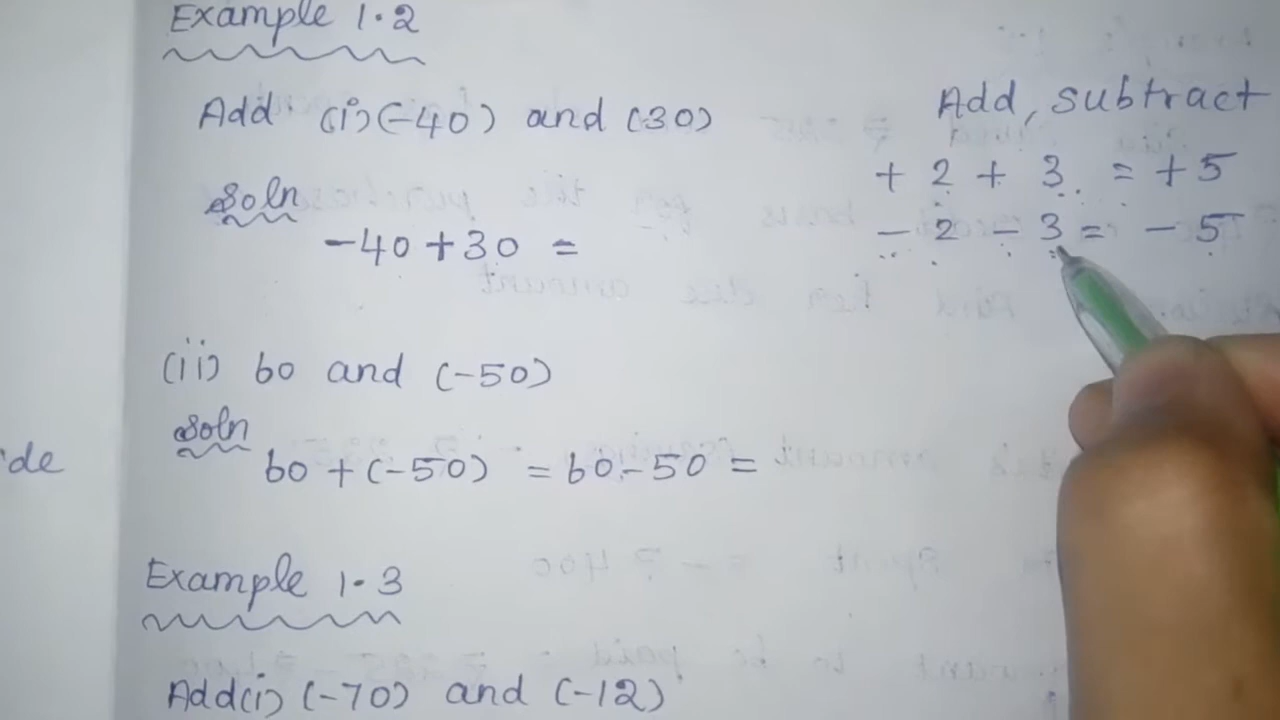 Example 1.2
Add (i) (-40) and (30)
Soln
-40 + 30 =
(ii) 60 and (-50)
Soln
60 + (-50) = 60 - 50 =
Example 1.3
Add (i) (-70) and (-12)
Add, subtract
+ 2 + 3 = + 5
- 2 - 3 = - 5
de